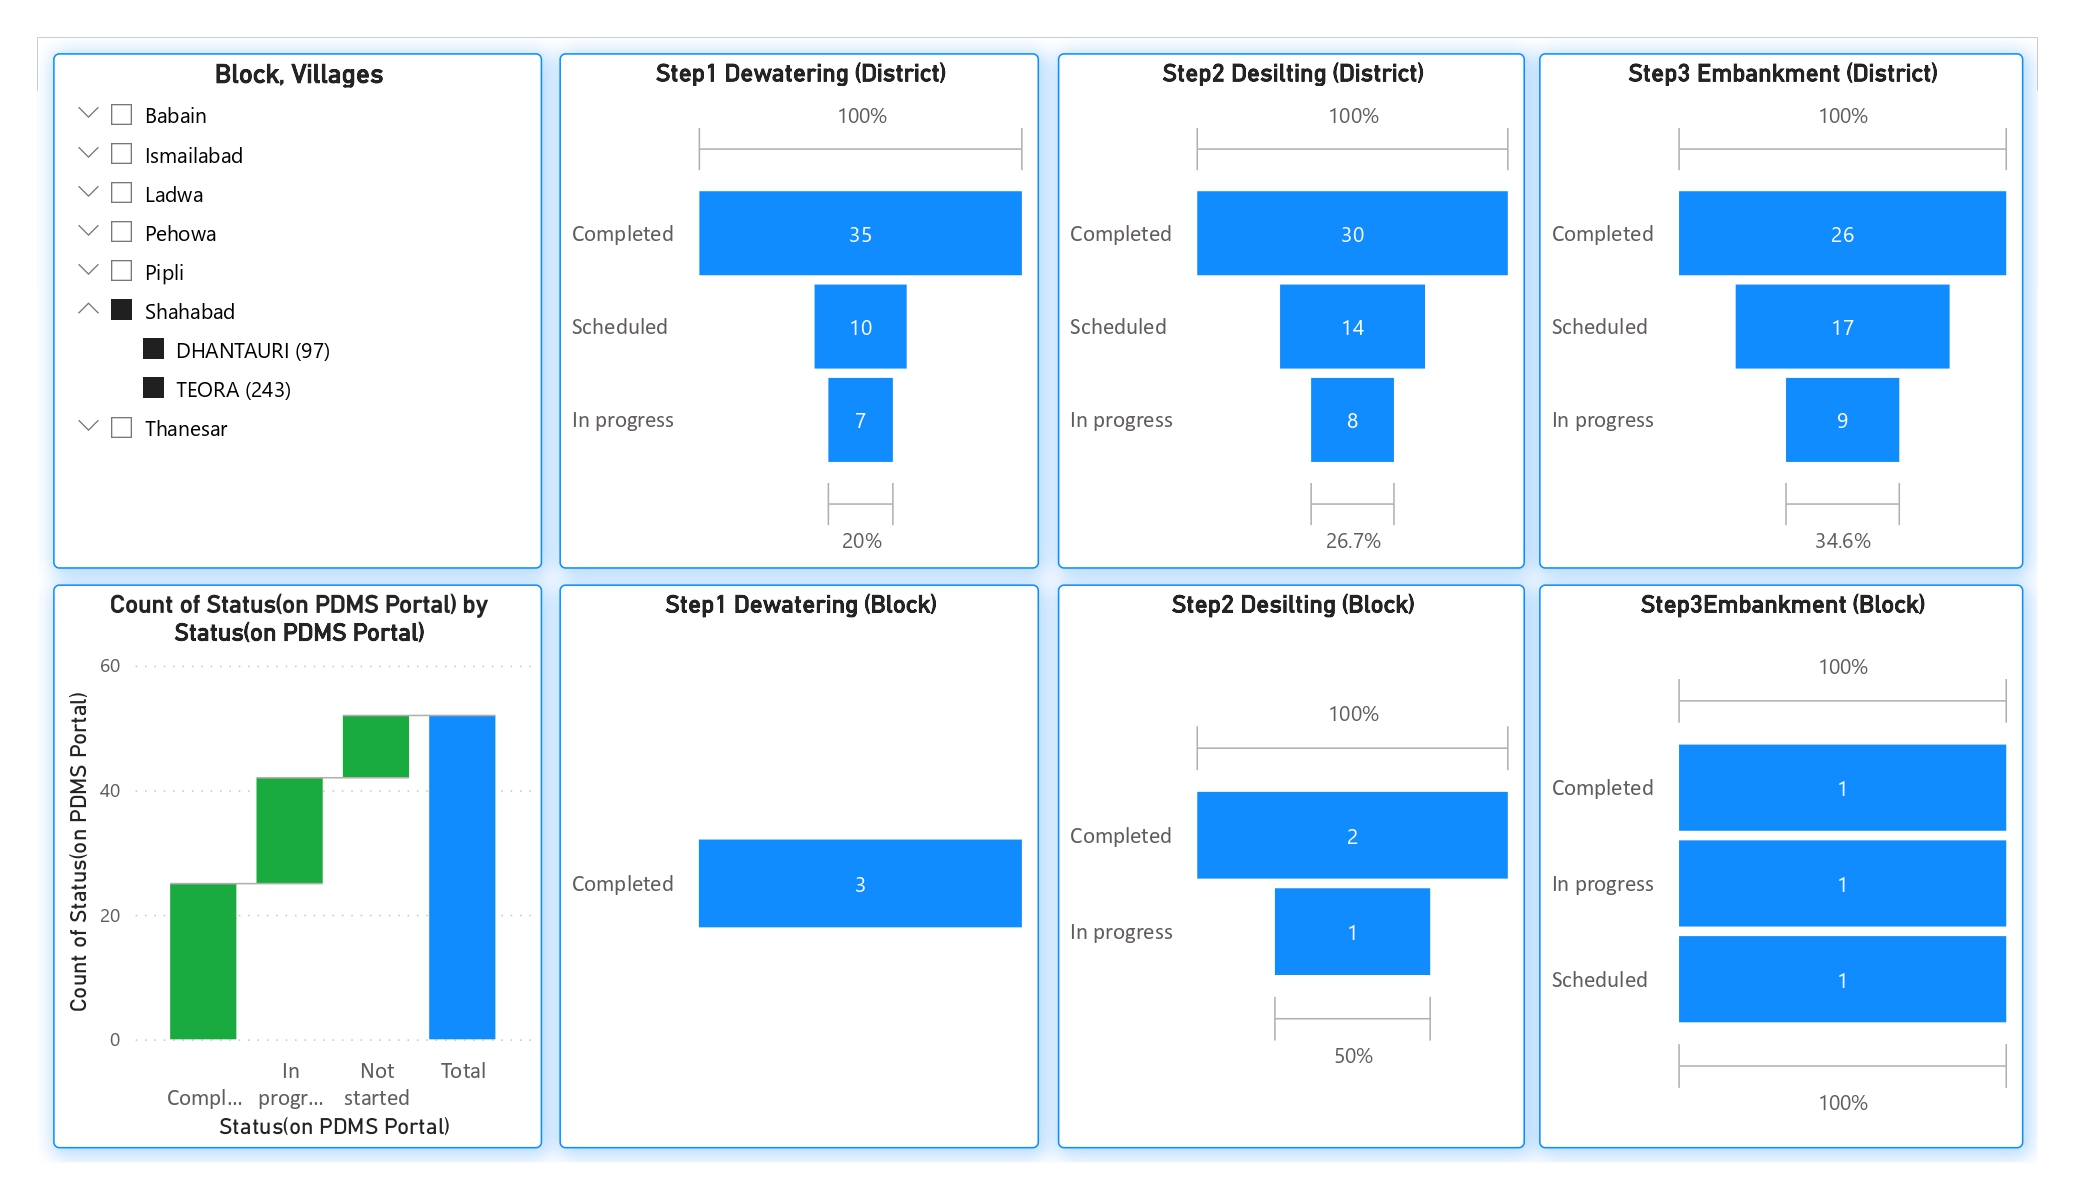 Block, Villages
Babain
Ismailabad
Ladwa
Pehowa
Pipli
Shahabad
DHANTAURI (97)
TEORA (243)
Thanesar
Step1 Dewatering (District)
100%
Completed 35
Scheduled 10
In progress 7
20%
Step2 Desilting (District)
100%
Completed 30
Scheduled 14
In progress 8
26.7%
Step3 Embankment (District)
100%
Completed 26
Scheduled 17
In progress 9
34.6%
Count of Status(on PDMS Portal) by
Status(on PDMS Portal)
Count of Status(on PDMS Portal)
60
40
20
0
Compl...
In
progr...
Not
started
Total
Status(on PDMS Portal)
Step1 Dewatering (Block)
Completed 3
Step2 Desilting (Block)
100%
Completed 2
In progress 1
50%
Step3Embankment (Block)
100%
Completed 1
In progress 1
Scheduled 1
100%